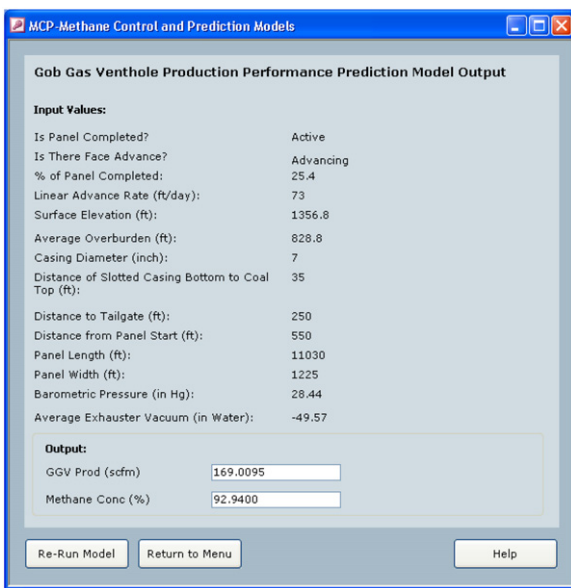 MCP-Methane Control and Prediction Models
Gob Gas Venthole Production Performance Prediction Model Output
Input Values:
Is Panel Completed? Active
Is There Face Advance? Advancing
% of Panel Completed: 25.4
Linear Advance Rate (ft/day): 73
Surface Elevation (ft): 1356.8
Average Overburden (ft): 828.8
Casing Diameter (inch): 7
Distance of Slotted Casing Bottom to Coal 35
Top (ft):
Distance to Tailgate (ft): 250
Distance from Panel Start (ft): 550
Panel Length (ft): 11030
Panel Width (ft): 1225
Barometric Pressure (in Hg): 28.44
Average Exhauster Vacuum (in Water): -49.57
Output:
GGV Prod (scfm) 169.0095
Methane Conc (%) 92.9400
Re-Run Model Return to Menu Help